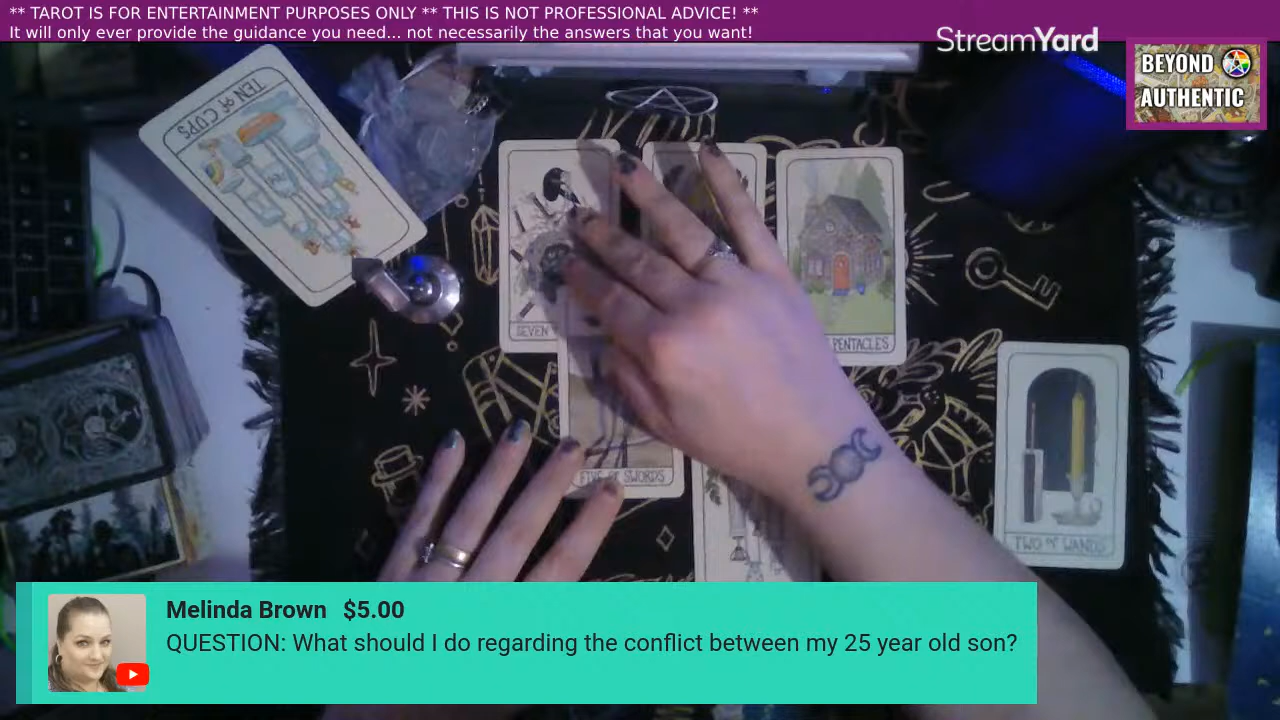 ** TAROT IS FOR ENTERTAINMENT PURPOSES ONLY ** THIS IS NOT PROFESSIONAL ADVICE! **
It will only ever provide the guidance you need... not necessarily the answers that you want!
StreamYard
BEYOND
AUTHENTIC
TEN OF CUPS
SEVEN
PENTACLES
FIVE OF SWORDS
TWO OF WANDS
Melinda Brown $5.00
QUESTION: What should I do regarding the conflict between my 25 year old son?